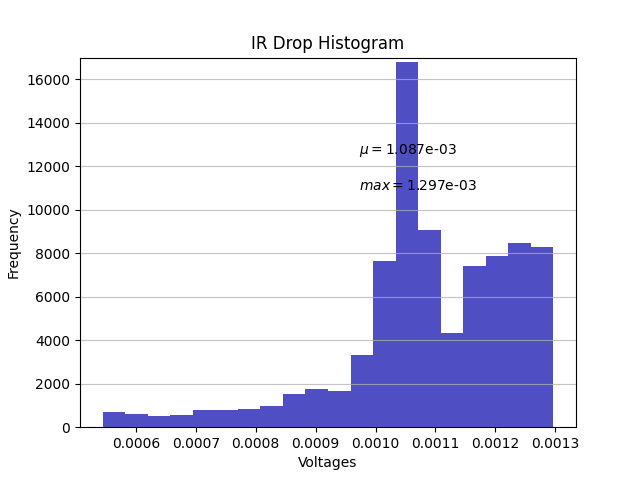 IR Drop Histogram
16000
14000
12000
10000
8000
6000
4000
2000
0
Frequency
μ = 1.087e-03
max = 1.297e-03
0.0006 0.0007 0.0008 0.0009 0.0010 0.0011 0.0012 0.0013
Voltages